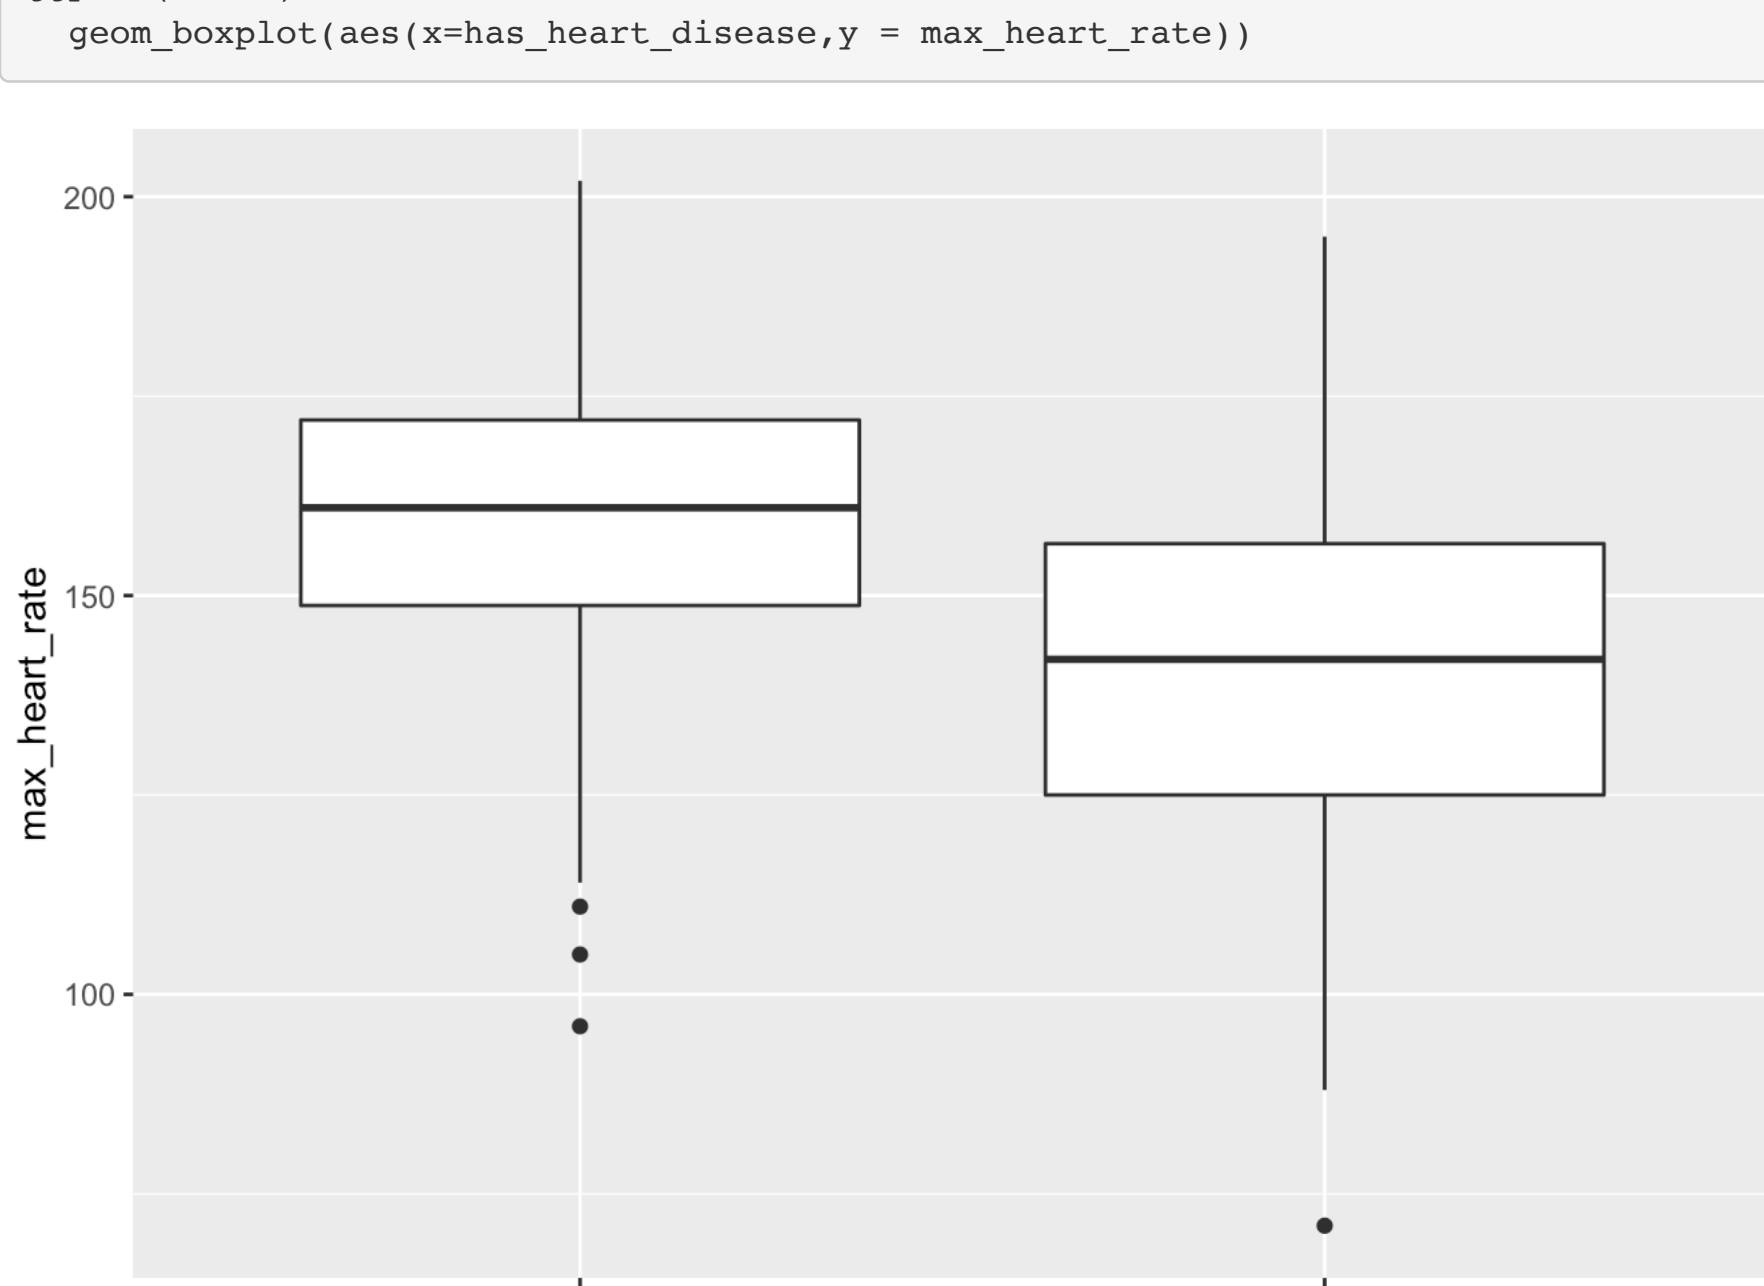 geom_boxplot(aes(x=has_heart_disease,y = max_heart_rate))
200
150
100
max_heart_rate